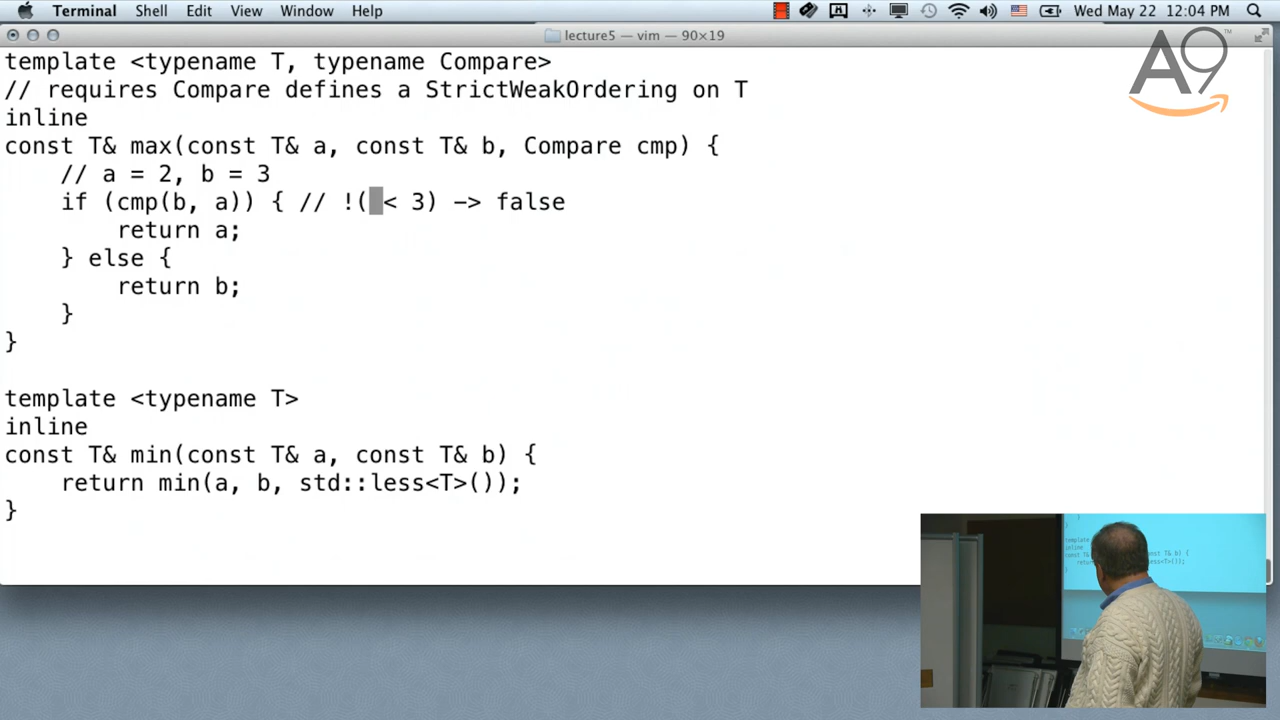 Terminal Shell Edit View Window Help Wed May 22 12:04 PM
lecture5 — vim — 90×19
A9™
template <typename T, typename Compare>
// requires Compare defines a StrictWeakOrdering on T
inline
const T& max(const T& a, const T& b, Compare cmp) {
    // a = 2, b = 3
    if (cmp(b, a)) { // !( < 3) -> false
        return a;
    } else {
        return b;
    }
}
template <typename T>
inline
const T& min(const T& a, const T& b) {
    return min(a, b, std::less<T>());
}